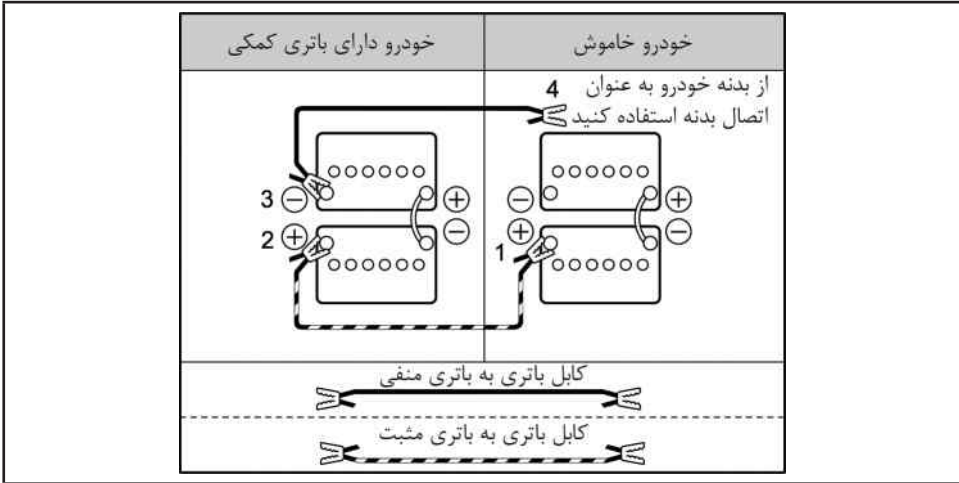 خودرو خاموش
خودرو دارای باتری کمکی
از بدنه خودرو به عنوان
اتصال بدنه استفاده کنید
4
3
2
1
کابل باتری به باتری منفی
کابل باتری به باتری مثبت